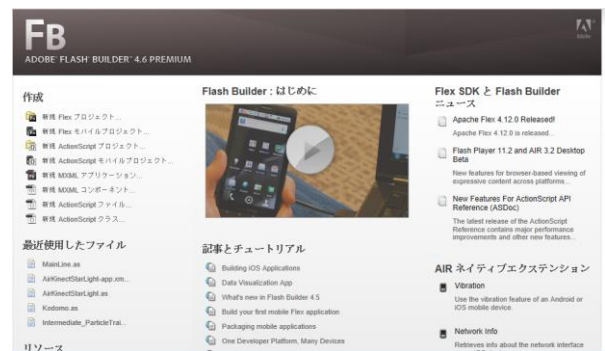 FB
ADOBE® FLASH® BUILDER® 4.6 PREMIUM
Adobe
作成
新規 Flex プロジェクト...
新規 Flex モバイルプロジェクト...
新規 ActionScript プロジェクト...
新規 ActionScript モバイルプロジェクト...
新規 MXML アプリケーション...
新規 MXML コンポーネント...
新規 ActionScript ファイル...
新規 ActionScript クラス...
最近使用したファイル
MainLine.as
AirKinectStarLight-app.xm...
AirKinectStarLight.as
Kodomo.as
Intermediate_ParticleTrai...
リソース
Flash Builder : はじめに
記事とチュートリアル
Building iOS Applications
Data Visualization App
What's new in Flash Builder 4.5
Build your first mobile Flex application
Packaging mobile applications
One Developer Platform, Many Devices
Flex SDK と Flash Builder
ニュース
Apache Flex 4.12.0 Released!
Apache Flex 4.12.0 is released...
Flash Player 11.2 and AIR 3.2 Desktop
Beta
New features for browser-based viewing of
expressive content across platforms...
New Features For ActionScript API
Reference (ASDoc)
The latest release of the ActionScript
Reference contains major performance
improvements and other new features...
AIR ネイティブエクステンション
Vibration
Use the vibration feature of an Android or
iOS mobile device.
Network Info
Retrieves info about the network interface